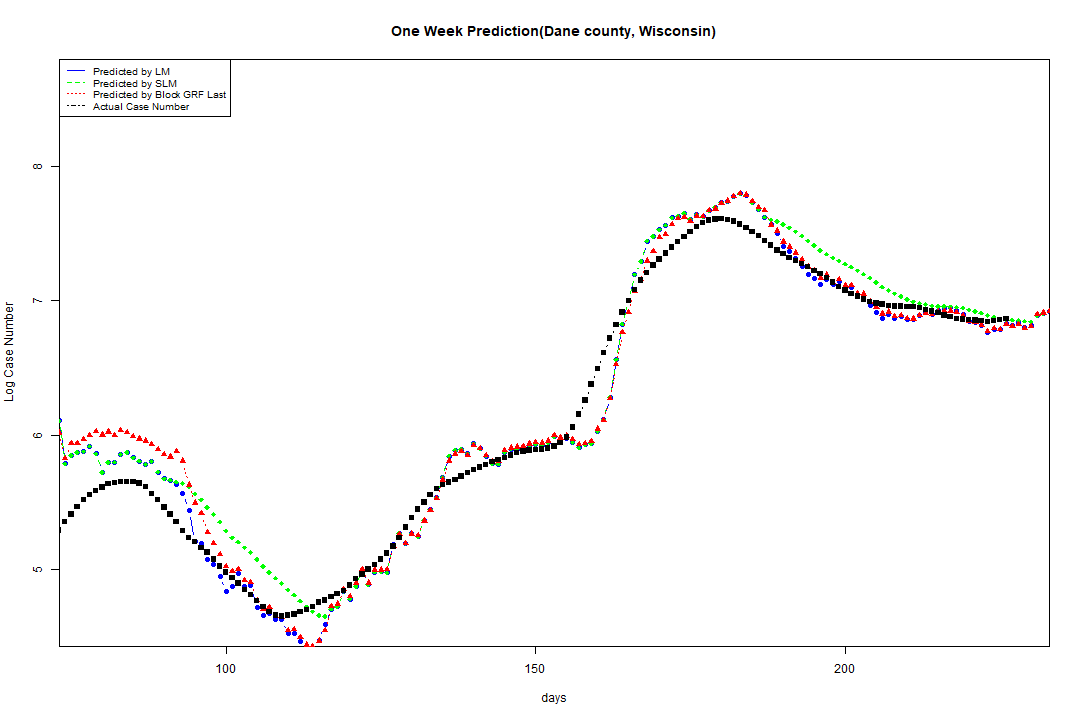 One Week Prediction(Dane county, Wisconsin)
Predicted by LM
Predicted by SLM
Predicted by Block GRF Last
Actual Case Number
8
7
6
5
Log Case Number
100 150 200
days